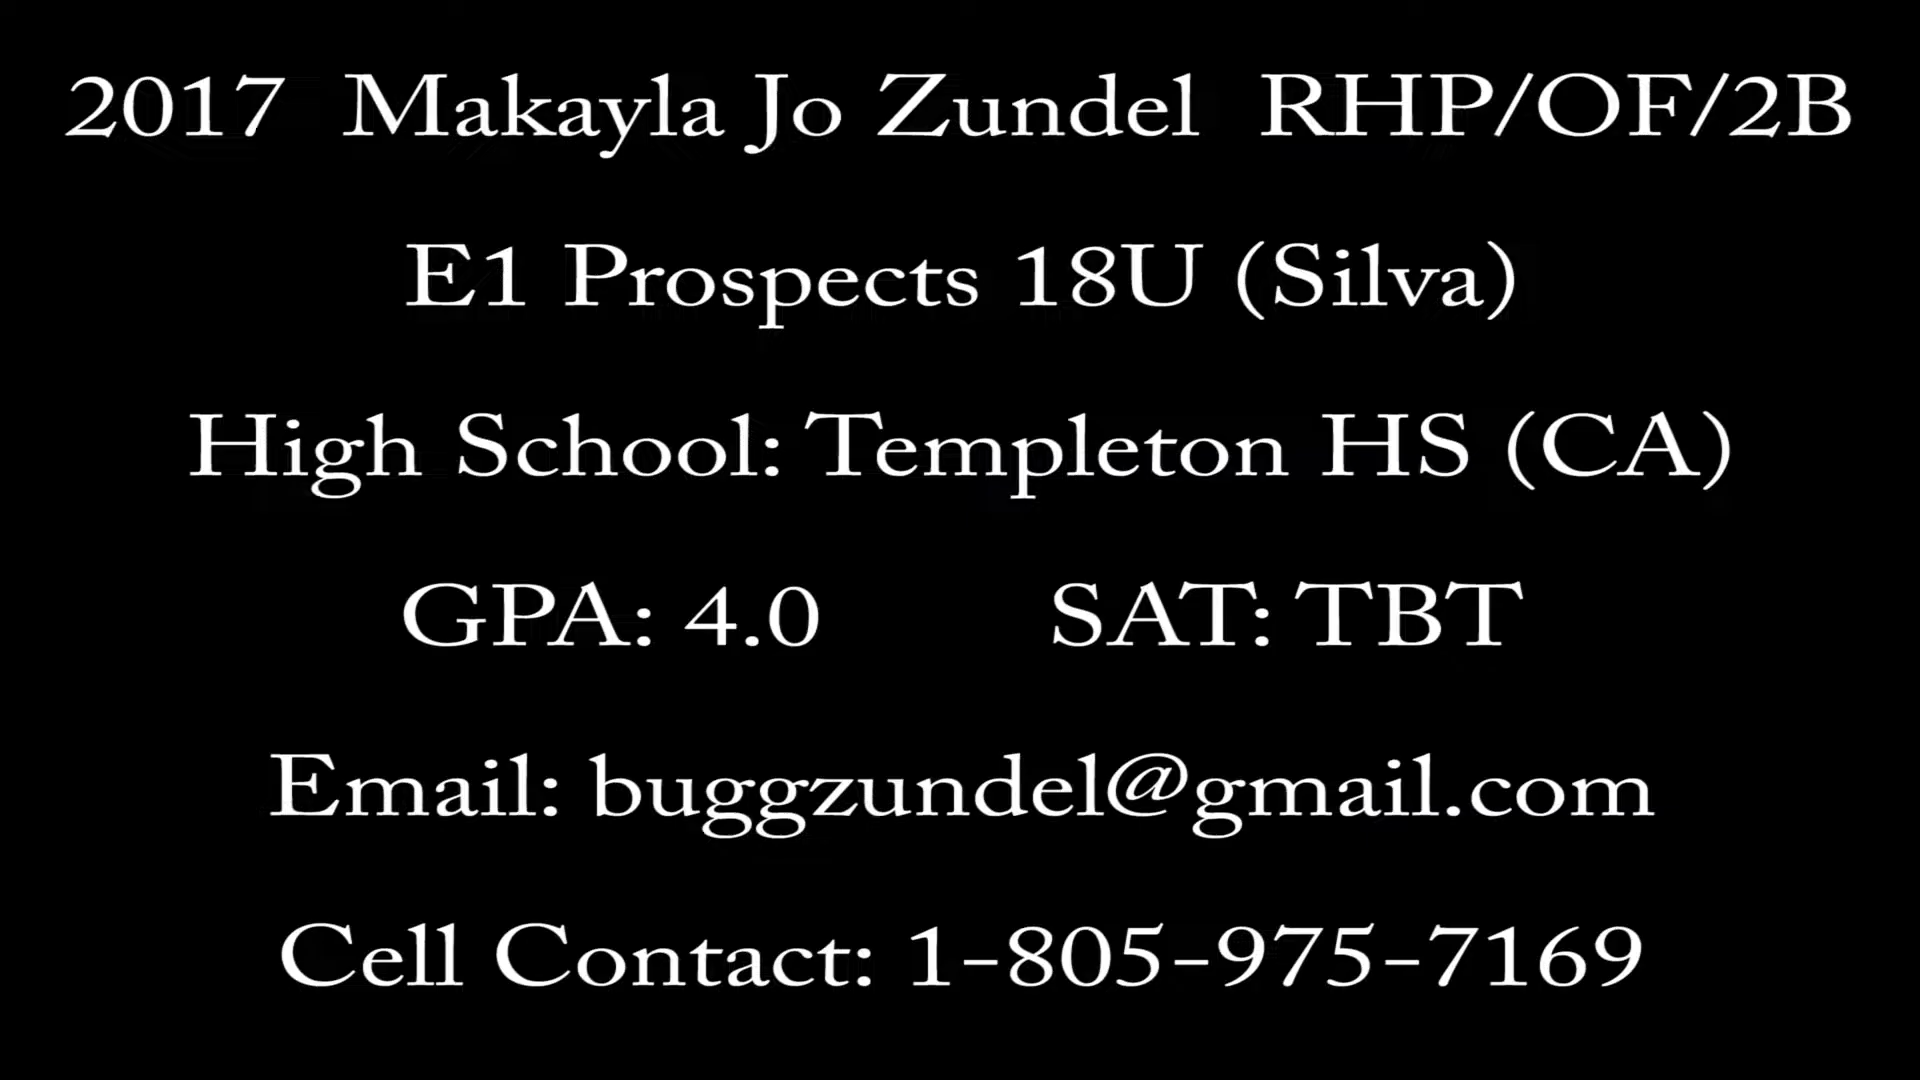 2017 Makayla Jo Zundel RHP/OF/2B
E1 Prospects 18U (Silva)
High School: Templeton HS (CA)
GPA: 4.0 SAT: TBT
Email: buggzundel@gmail.com
Cell Contact: 1-805-975-7169